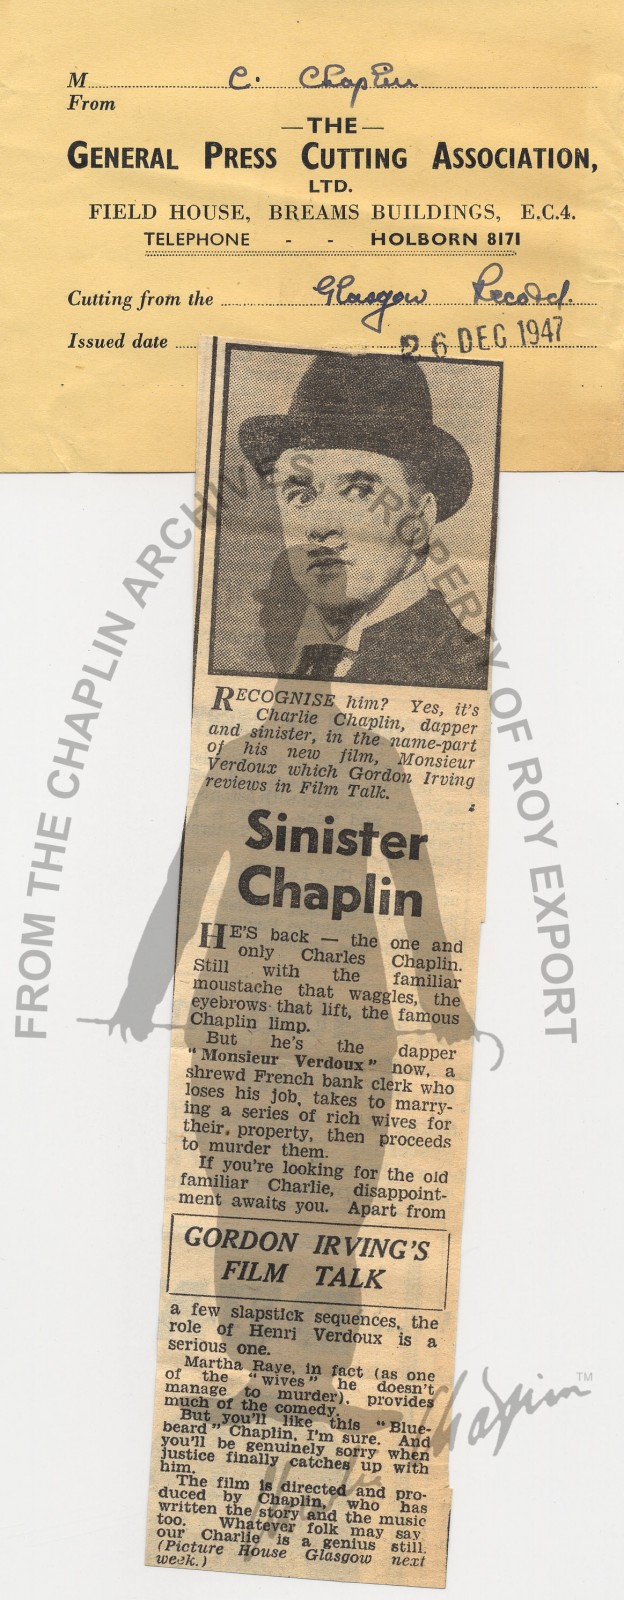 M C. Chaplin
From
— THE —
GENERAL PRESS CUTTING ASSOCIATION,
LTD.
FIELD HOUSE, BREAMS BUILDINGS, E.C.4.
TELEPHONE - - HOLBORN 8171
Cutting from the Glasgow Record.
Issued date 26 DEC 1947
RECOGNISE him? Yes, it's
Charlie Chaplin, dapper
and sinister, in the name-part
of his new film, Monsieur
Verdoux which Gordon Irving
reviews in Film Talk.
Sinister
Chaplin
HE'S back — the one and
only Charles Chaplin.
Still with the familiar
moustache that waggles, the
eyebrows that lift, the famous
Chaplin limp.
But he's the dapper
"Monsieur Verdoux" now, a
shrewd French bank clerk who
loses his job, takes to marry-
ing a series of rich wives for
their property, then proceeds
to murder them.
If you're looking for the old
familiar Charlie, disappoint-
ment awaits you. Apart from
GORDON IRVING'S
FILM TALK
a few slapstick sequences, the
role of Henri Verdoux is a
serious one.
Martha Raye, in fact (as one
of the "wives" he doesn't
manage to murder), provides
much of the comedy.
But you'll like this "Blue-
beard" Chaplin, I'm sure. And
you'll be genuinely sorry when
justice finally catches up with
him.
The film is directed and pro-
duced by Chaplin, who has
written the story and the music
too. Whatever folk may say
our Charlie is a genius still.
(Picture House Glasgow next
week.)
FROM THE CHAPLIN ARCHIVES. PROPERTY OF ROY EXPORT
Charlie Chaplin TM